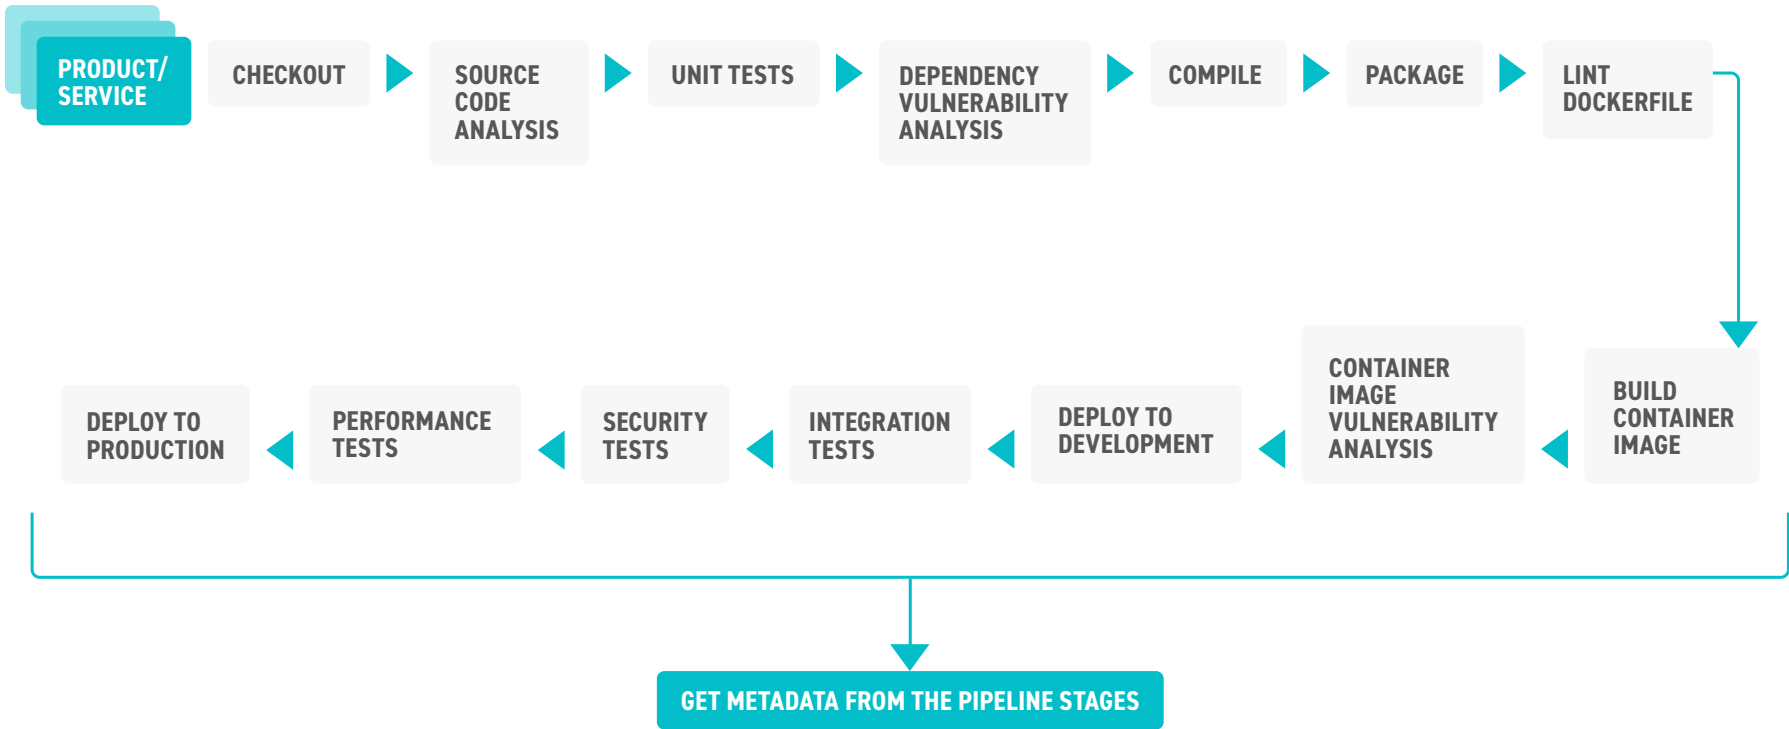 PRODUCT/
SERVICE
CHECKOUT
SOURCE
CODE
ANALYSIS
UNIT TESTS
DEPENDENCY
VULNERABILITY
ANALYSIS
COMPILE
PACKAGE
LINT
DOCKERFILE
BUILD
CONTAINER
IMAGE
CONTAINER
IMAGE
VULNERABILITY
ANALYSIS
DEPLOY TO
DEVELOPMENT
INTEGRATION
TESTS
SECURITY
TESTS
PERFORMANCE
TESTS
DEPLOY TO
PRODUCTION
GET METADATA FROM THE PIPELINE STAGES